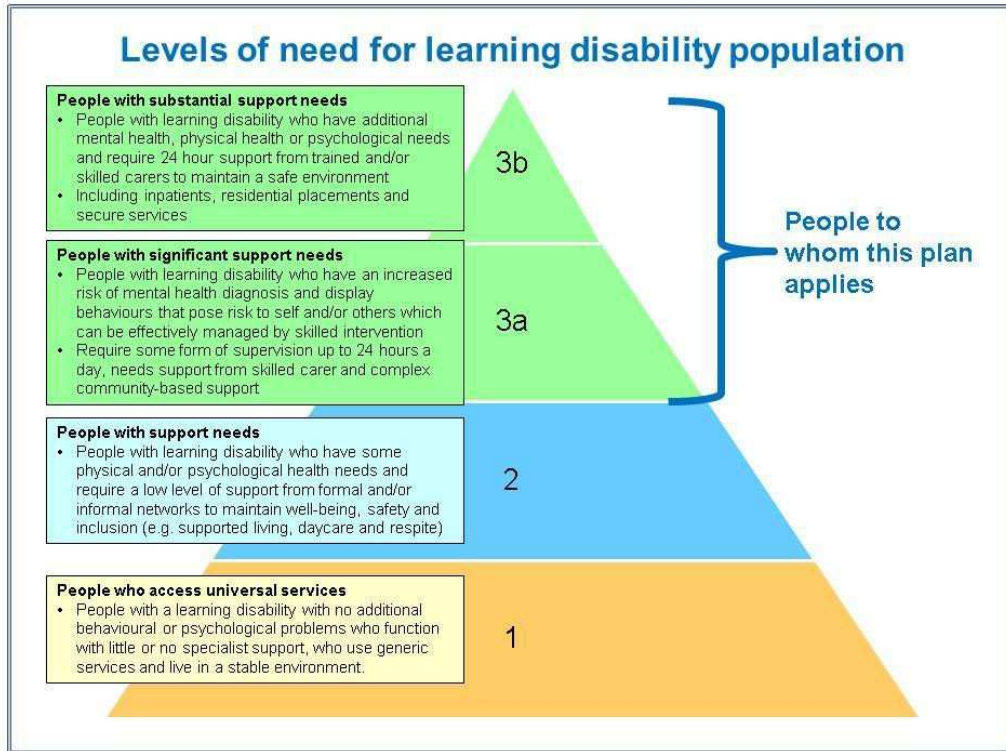 Levels of need for learning disability population
People with substantial support needs
• People with learning disability who have additional
mental health, physical health or psychological needs
and require 24 hour support from trained and/or
skilled carers to maintain a safe environment
• Including inpatients, residential placements and
secure services
3b
People with significant support needs
• People with learning disability who have an increased
risk of mental health diagnosis and display
behaviours that pose risk to self and/or others which
can be effectively managed by skilled intervention
• Require some form of supervision up to 24 hours a
day, needs support from skilled carer and complex
community-based support
3a
People to
whom this plan
applies
People with support needs
• People with learning disability who have some
physical and/or psychological health needs and
require a low level of support from formal and/or
informal networks to maintain well-being, safety and
inclusion (e.g. supported living, daycare and respite)
2
People who access universal services
• People with a learning disability with no additional
behavioural or psychological problems who function
with little or no specialist support, who use generic
services and live in a stable environment.
1